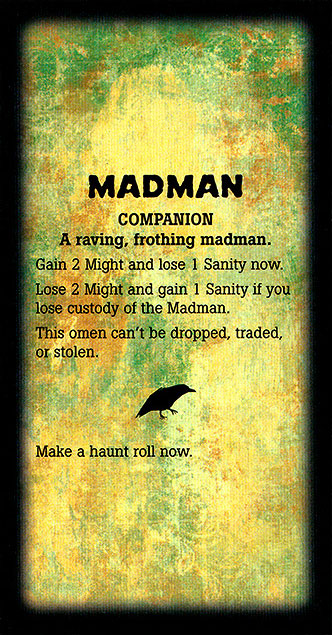 MADMAN
COMPANION
A raving, frothing madman.
Gain 2 Might and lose 1 Sanity now.
Lose 2 Might and gain 1 Sanity if you
lose custody of the Madman.
This omen can't be dropped, traded,
or stolen.
Make a haunt roll now.